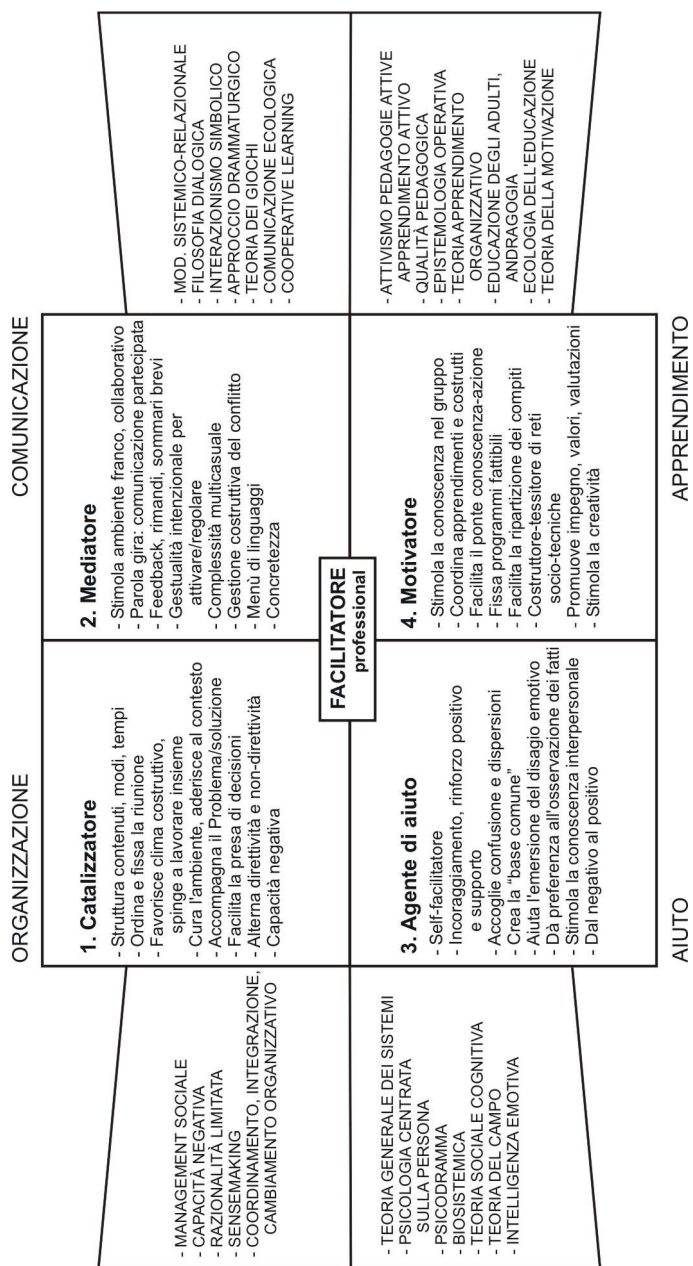 ORGANIZZAZIONE
COMUNICAZIONE
- MANAGEMENT SOCIALE
- CAPACITÀ NEGATIVA
- RAZIONALITÀ LIMITATA
- SENSEMAKING
- COORDINAMENTO, INTEGRAZIONE,
CAMBIAMENTO ORGANIZZATIVO
1. Catalizzatore
- Struttura contenuti, modi, tempi
- Ordina e fissa la riunione
- Favorisce clima costruttivo,
spinge a lavorare insieme
- Cura l'ambiente, aderisce al contesto
- Accompagna il Problema/soluzione
- Facilita la presa di decisioni
- Alterna direttività e non-direttività
- Capacità negativa
2. Mediatore
- Stimola ambiente franco, collaborativo
- Parola gira: comunicazione partecipata
- Feedback, rimandi, sommari brevi
- Gestualità intenzionale per
attivare/regolare
- Complessità multicasuale
- Gestione costruttiva del conflitto
- Menù di linguaggi
- Concretezza
- MOD. SISTEMICO-RELAZIONALE
- FILOSOFIA DIALOGICA
- INTERAZIONISMO SIMBOLICO
- APPROCCIO DRAMMATURGICO
- TEORIA DEI GIOCHI
- COMUNICAZIONE ECOLOGICA
- COOPERATIVE LEARNING
FACILITATORE
professional
- TEORIA GENERALE DEI SISTEMI
- PSICOLOGIA CENTRATA
SULLA PERSONA
- PSICODRAMMA
- BIOSISTEMICA
- TEORIA SOCIALE COGNITIVA
- TEORIA DEL CAMPO
- INTELLIGENZA EMOTIVA
3. Agente di aiuto
- Self-facilitatore
- Incoraggiamento, rinforzo positivo
e supporto
- Accoglie confusione e dispersioni
- Crea la "base comune"
- Aiuta l'emersione del disagio emotivo
- Dà preferenza all'osservazione dei fatti
- Stimola la conoscenza interpersonale
- Dal negativo al positivo
4. Motivatore
- Stimola la conoscenza nel gruppo
- Coordina apprendimenti e costrutti
- Facilita il ponte conoscenza-azione
- Fissa programmi fattibili
- Facilita la ripartizione dei compiti
- Costruttore-tessitore di reti
socio-tecniche
- Promuove impegno, valori, valutazioni
- Stimola la creatività
- ATTIVISMO PEDAGOGIE ATTIVE
APPRENDIMENTO ATTIVO
- QUALITÀ PEDAGOGICA
- EPISTEMOLOGIA OPERATIVA
- TEORIA APPRENDIMENTO
ORGANIZZATIVO
- EDUCAZIONE DEGLI ADULTI,
ANDRAGOGIA
- ECOLOGIA DELL'EDUCAZIONE
- TEORIA DELLA MOTIVAZIONE
AIUTO
APPRENDIMENTO